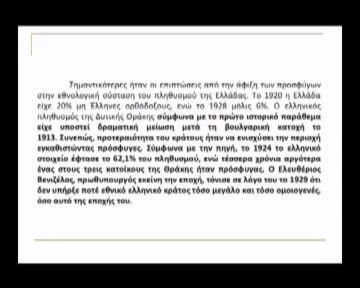 Σημαντικότερες ήταν οι επιπτώσεις από την άφιξη των προσφύγων
στην εθνολογική σύσταση του πληθυσμού της Ελλάδας. Το 1920 η Ελλάδα
είχε 20% μη Έλληνες ορθόδοξους, ενώ το 1928 μόλις 6%. Ο ελληνικός
πληθυσμός της Δυτικής Θράκης σύμφωνα με το πρώτο ιστορικό παράθεμα
είχε υποστεί δραματική μείωση μετά τη βουλγαρική κατοχή το
1913. Συνεπώς, προτεραιότητα του κράτους ήταν να ενισχύσει την περιοχή
εγκαθιστώντας πρόσφυγες. Σύμφωνα με την πηγή, το 1924 το ελληνικό
στοιχείο έφτασε το 62,1% του πληθυσμού, ενώ τέσσερα χρόνια αργότερα
ένας στους τρεις κατοίκους της Θράκης ήταν πρόσφυγας. Ο Ελευθέριος
Βενιζέλος, πρωθυπουργός εκείνη την εποχή, τόνισε σε λόγο του το 1929 ότι
δεν υπήρξε ποτέ εθνικό ελληνικό κράτος τόσο μεγάλο και τόσο ομοιογενές,
όσο αυτό της εποχής του.